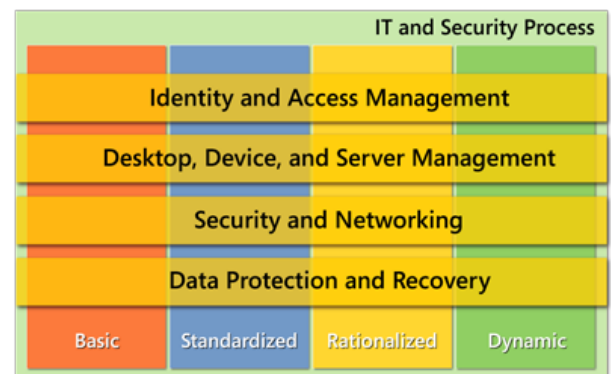 IT and Security Process
Identity and Access Management
Desktop, Device, and Server Management
Security and Networking
Data Protection and Recovery
Basic Standardized Rationalized Dynamic